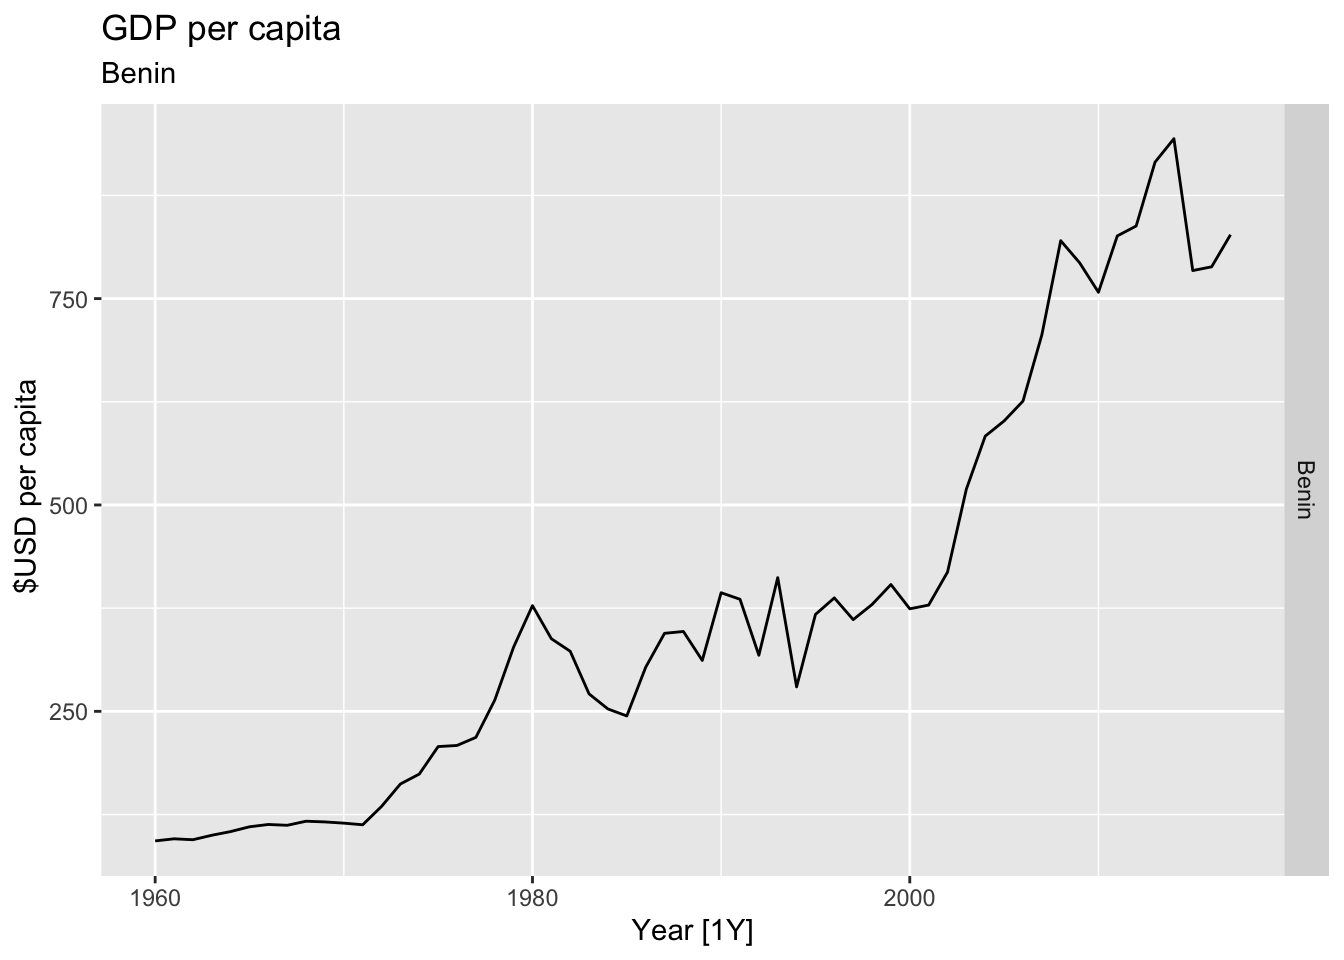 GDP per capita
Benin
$USD per capita
750
500
250
Benin
1960
1980
2000
Year [1Y]